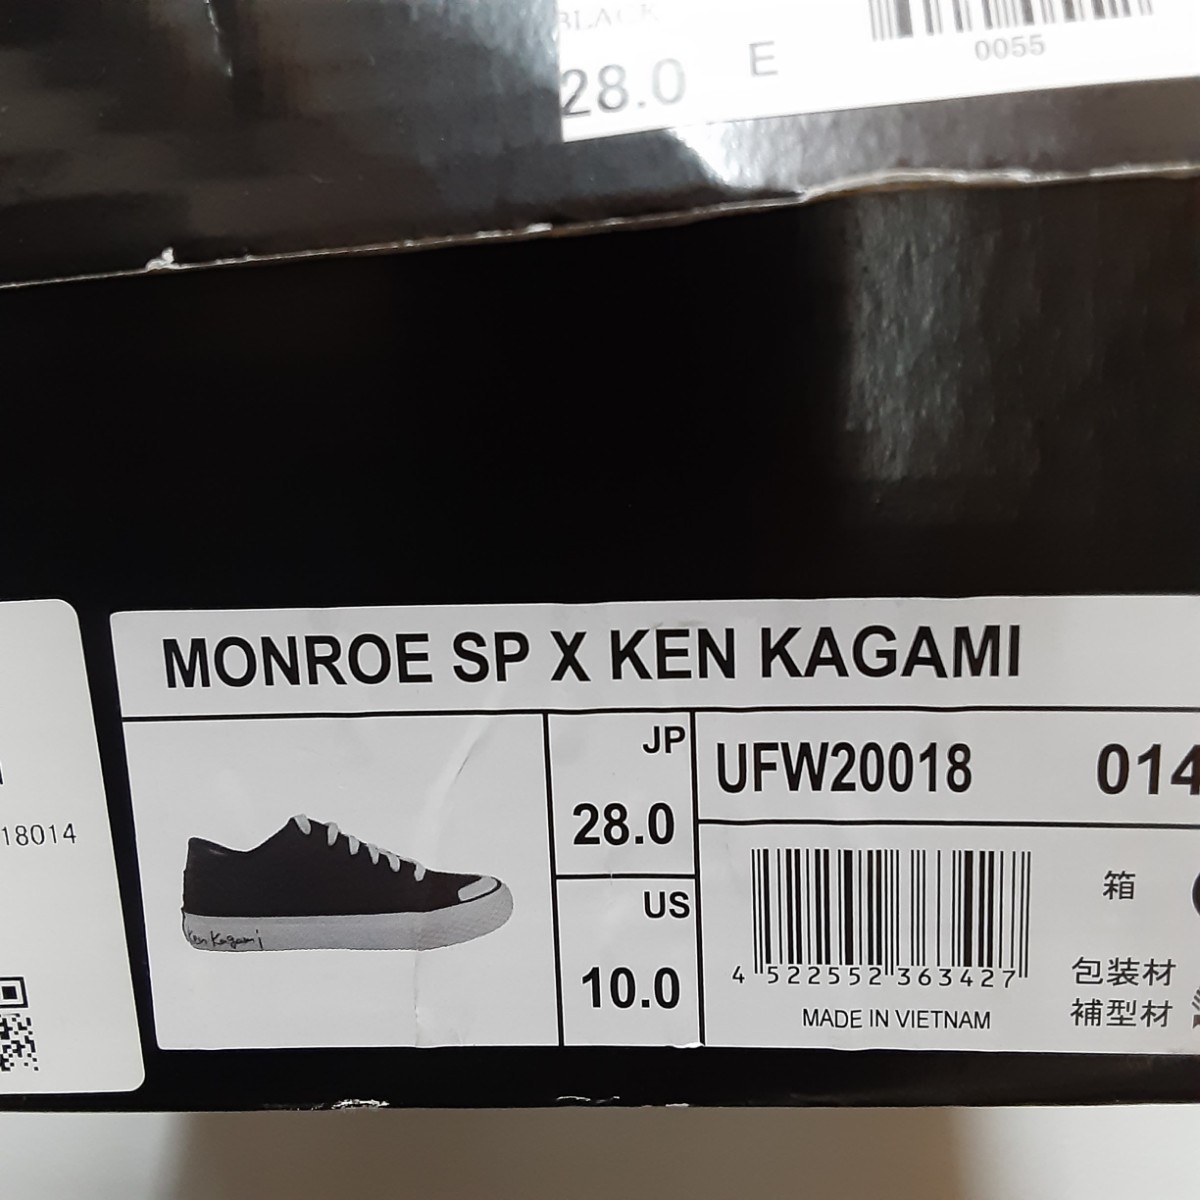 BLACK
28.0 E
0055
MONROE SP X KEN KAGAMI
JP
28.0
US
10.0
UFW20018 014
4 522552 363427
MADE IN VIETNAM
箱
包装材
補型材
Ken Kagami
18014